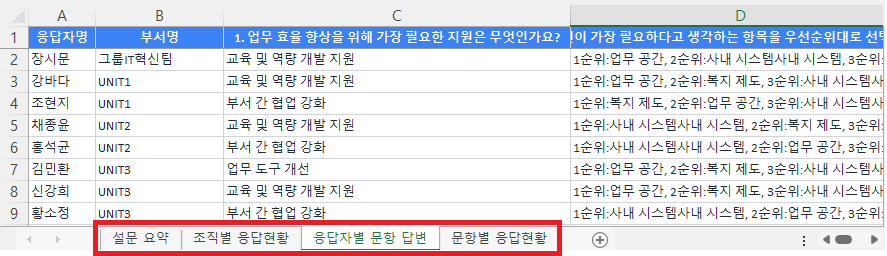 A B C D
1 응답자명 부서명 1. 업무 효율 향상을 위해 가장 필요한 지원은 무엇인가요? 이 가장 필요하다고 생각하는 항목을 우선순위대로 선택
2 장시문 그룹IT혁신팀 교육 및 역량 개발 지원 1순위:업무 공간, 2순위:사내 시스템사내 시스템, 3순위:
3 강바다 UNIT1 교육 및 역량 개발 지원 1순위:업무 공간, 2순위:복지 제도, 3순위:사내 시스템사
4 조현지 UNIT1 부서 간 협업 강화 1순위:복지 제도, 2순위:업무 공간, 3순위:사내 시스템사
5 채종윤 UNIT2 교육 및 역량 개발 지원 1순위:사내 시스템사내 시스템, 2순위:복지 제도, 3순위:
6 홍석균 UNIT2 부서 간 협업 강화 1순위:사내 시스템사내 시스템, 2순위:업무 공간, 3순위:
7 김민환 UNIT3 업무 도구 개선 1순위:업무 공간, 2순위:복지 제도, 3순위:사내 시스템사
8 신강희 UNIT3 교육 및 역량 개발 지원 1순위:업무 공간, 2순위:복지 제도, 3순위:사내 시스템사
9 황소정 UNIT3 부서 간 협업 강화 1순위:사내 시스템사내 시스템, 2순위:업무 공간, 3순위:
설문 요약 조직별 응답현황 응답자별 문항 답변 문항별 응답현황